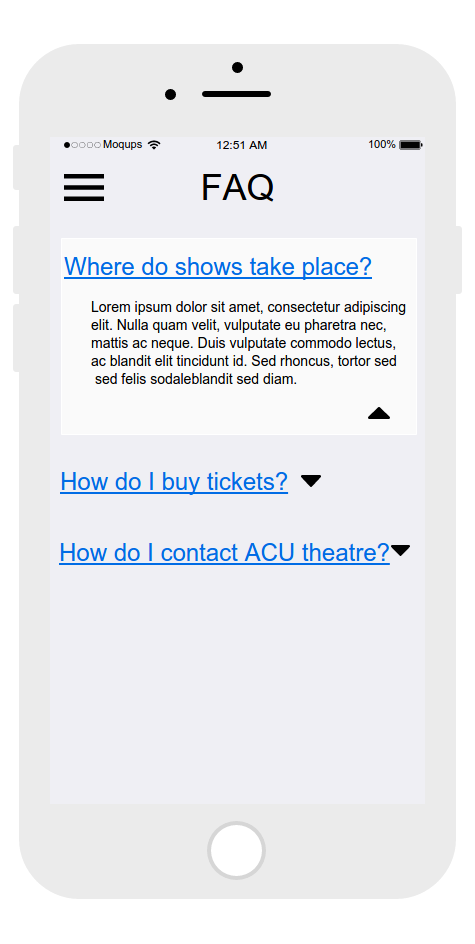 Moqups 12:51 AM 100%
FAQ
Where do shows take place?
Lorem ipsum dolor sit amet, consectetur adipiscing
elit. Nulla quam velit, vulputate eu pharetra nec,
mattis ac neque. Duis vulputate commodo lectus,
ac blandit elit tincidunt id. Sed rhoncus, tortor sed
sed felis sodaleblandit sed diam.
How do I buy tickets?
How do I contact ACU theatre?